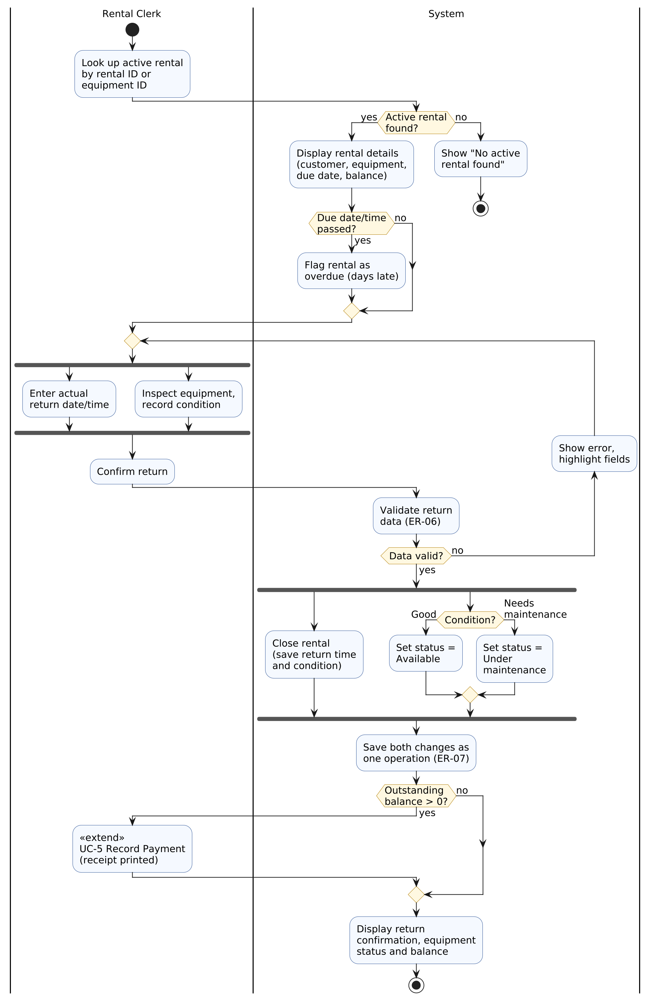 Rental Clerk
System
Look up active rental
by rental ID or
equipment ID
yes
Active rental
found?
no
Display rental details
(customer, equipment,
due date, balance)
Show "No active
rental found"
Due date/time
passed?
no
yes
Flag rental as
overdue (days late)
Enter actual
return date/time
Inspect equipment,
record condition
Show error,
highlight fields
Confirm return
Validate return
data (ER-06)
Data valid?
no
yes
Good
Condition?
Needs
maintenance
Close rental
(save return time
and condition)
Set status =
Available
Set status =
Under
maintenance
Save both changes as
one operation (ER-07)
Outstanding
balance > 0?
no
yes
«extend»
UC-5 Record Payment
(receipt printed)
Display return
confirmation, equipment
status and balance